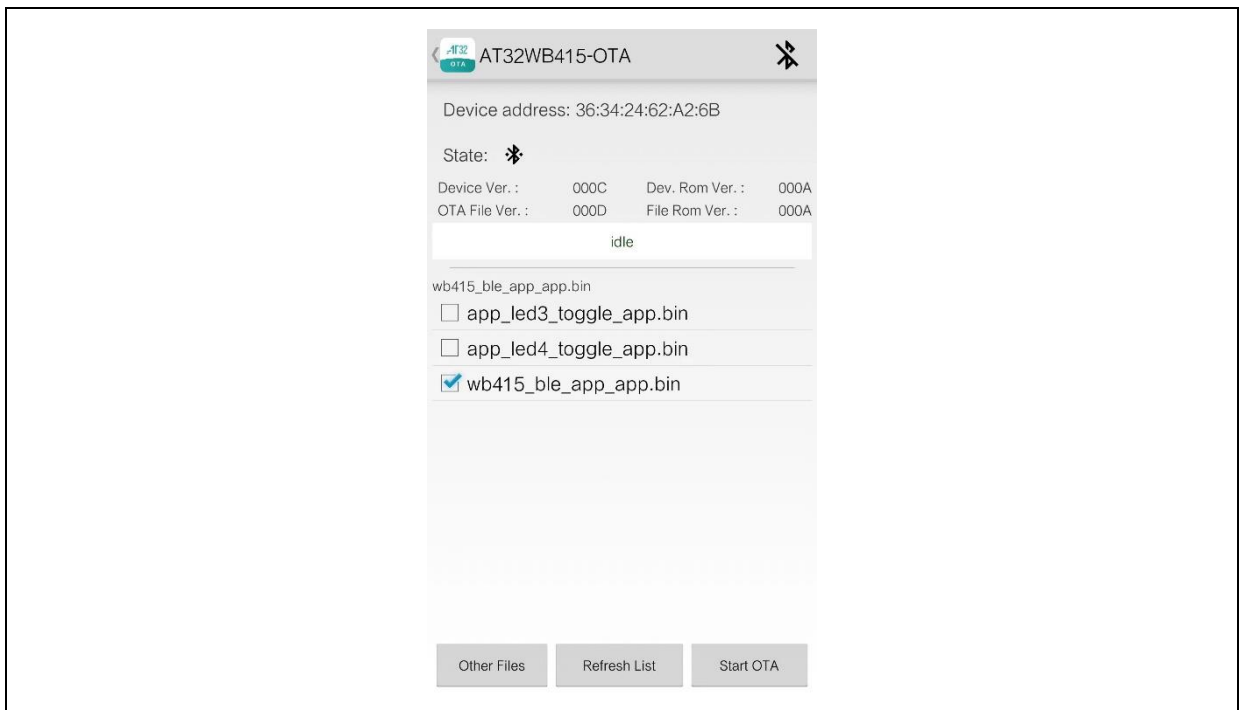 AT32 OTA AT32WB415-OTA
Device address: 36:34:24:62:A2:6B
State:
Device Ver. : 000C Dev. Rom Ver. : 000A
OTA File Ver. : 000D File Rom Ver. : 000A
idle
wb415_ble_app_app.bin
app_led3_toggle_app.bin
app_led4_toggle_app.bin
wb415_ble_app_app.bin
Other Files Refresh List Start OTA